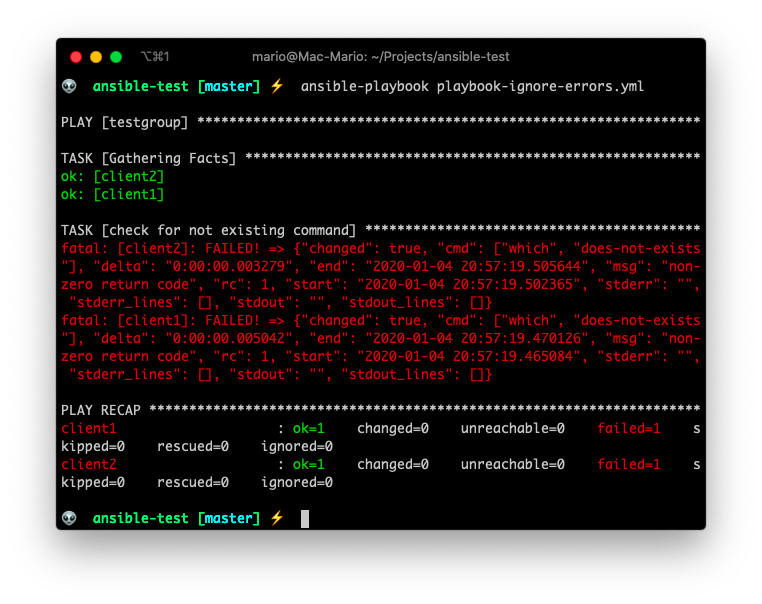 ⌥⌘1 mario@Mac-Mario: ~/Projects/ansible-test
👽 ansible-test [master] ⚡ ansible-playbook playbook-ignore-errors.yml
PLAY [testgroup] ***************************************************************
TASK [Gathering Facts] *********************************************************
ok: [client2]
ok: [client1]
TASK [check for not existing command] ******************************************
fatal: [client2]: FAILED! => {"changed": true, "cmd": ["which", "does-not-exists
"], "delta": "0:00:00.003279", "end": "2020-01-04 20:57:19.505644", "msg": "non-
zero return code", "rc": 1, "start": "2020-01-04 20:57:19.502365", "stderr": "",
 "stderr_lines": [], "stdout": "", "stdout_lines": []}
fatal: [client1]: FAILED! => {"changed": true, "cmd": ["which", "does-not-exists
"], "delta": "0:00:00.005042", "end": "2020-01-04 20:57:19.470126", "msg": "non-
zero return code", "rc": 1, "start": "2020-01-04 20:57:19.465084", "stderr": "",
 "stderr_lines": [], "stdout": "", "stdout_lines": []}
PLAY RECAP *********************************************************************
client1                    : ok=1    changed=0    unreachable=0    failed=1    s
kipped=0    rescued=0    ignored=0
client2                    : ok=1    changed=0    unreachable=0    failed=1    s
kipped=0    rescued=0    ignored=0
👽 ansible-test [master] ⚡